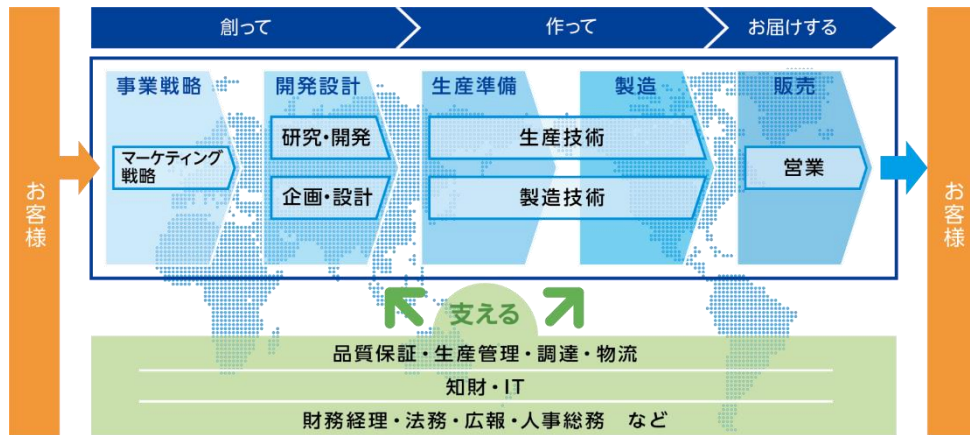 創って
作って
お届けする
お客様
事業戦略
開発設計
生産準備
製造
販売
マーケティング
戦略
研究・開発
企画・設計
生産技術
製造技術
営業
お客様
支える
品質保証・生産管理・調達・物流
知財・IT
財務経理・法務・広報・人事総務　など